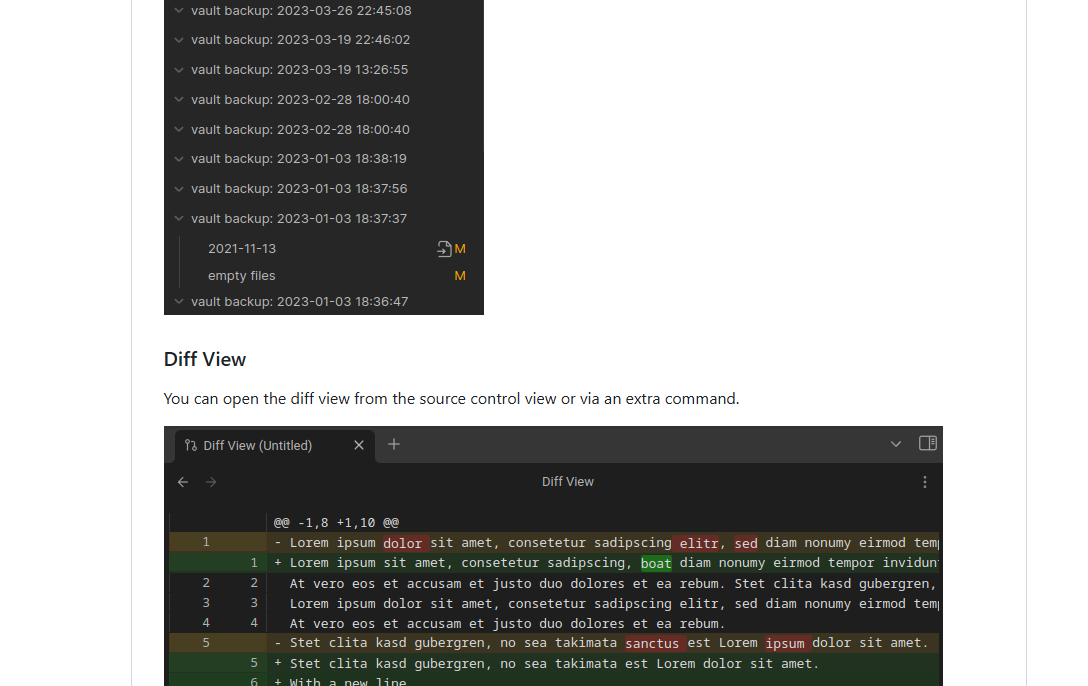 vault backup: 2023-03-26 22:45:08
vault backup: 2023-03-19 22:46:02
vault backup: 2023-03-19 13:26:55
vault backup: 2023-02-28 18:00:40
vault backup: 2023-02-28 18:00:40
vault backup: 2023-01-03 18:38:19
vault backup: 2023-01-03 18:37:56
vault backup: 2023-01-03 18:37:37
2021-11-13 M
empty files M
vault backup: 2023-01-03 18:36:47
Diff View
You can open the diff view from the source control view or via an extra command.
Diff View (Untitled)
Diff View
@@ -1,8 +1,10 @@
1 - Lorem ipsum dolor sit amet, consetetur sadipscing elitr, sed diam nonumy eirmod tem
1 + Lorem ipsum sit amet, consetetur sadipscing, boat diam nonumy eirmod tempor invidun
2 2 At vero eos et accusam et justo duo dolores et ea rebum. Stet clita kasd gubergren,
3 3 Lorem ipsum dolor sit amet, consetetur sadipscing elitr, sed diam nonumy eirmod tem
4 4 At vero eos et accusam et justo duo dolores et ea rebum.
5 - Stet clita kasd gubergren, no sea takimata sanctus est Lorem ipsum dolor sit amet.
5 + Stet clita kasd gubergren, no sea takimata est Lorem dolor sit amet.
6 + With a new line